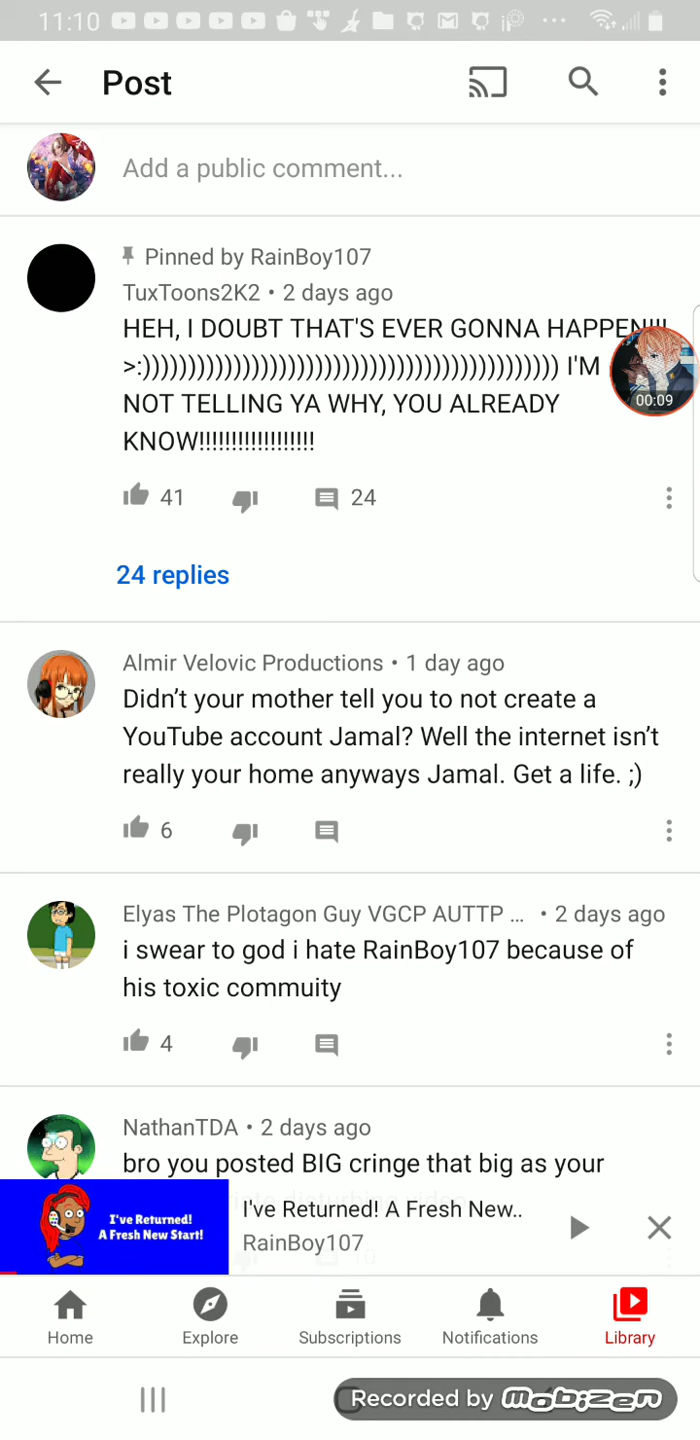 11:10
Post
Add a public comment...
Pinned by RainBoy107
TuxToons2K2 • 2 days ago
HEH, I DOUBT THAT'S EVER GONNA HAPPEN!!!
>:)))))))))))))))))))))))))))))))))))))))))))))) I'M
00:09
NOT TELLING YA WHY, YOU ALREADY
KNOW!!!!!!!!!!!!!!!!!!
41
24
24 replies
Almir Velovic Productions • 1 day ago
Didn’t your mother tell you to not create a
YouTube account Jamal? Well the internet isn’t
really your home anyways Jamal. Get a life. ;)
6
Elyas The Plotagon Guy VGCP AUTTP ... • 2 days ago
i swear to god i hate RainBoy107 because of
his toxic commuity
4
NathanTDA • 2 days ago
bro you posted BIG cringe that big as your
I've Returned!
A Fresh New Start!
I've Returned! A Fresh New..
RainBoy107
Home
Explore
Subscriptions
Notifications
Library
Recorded by mobizen